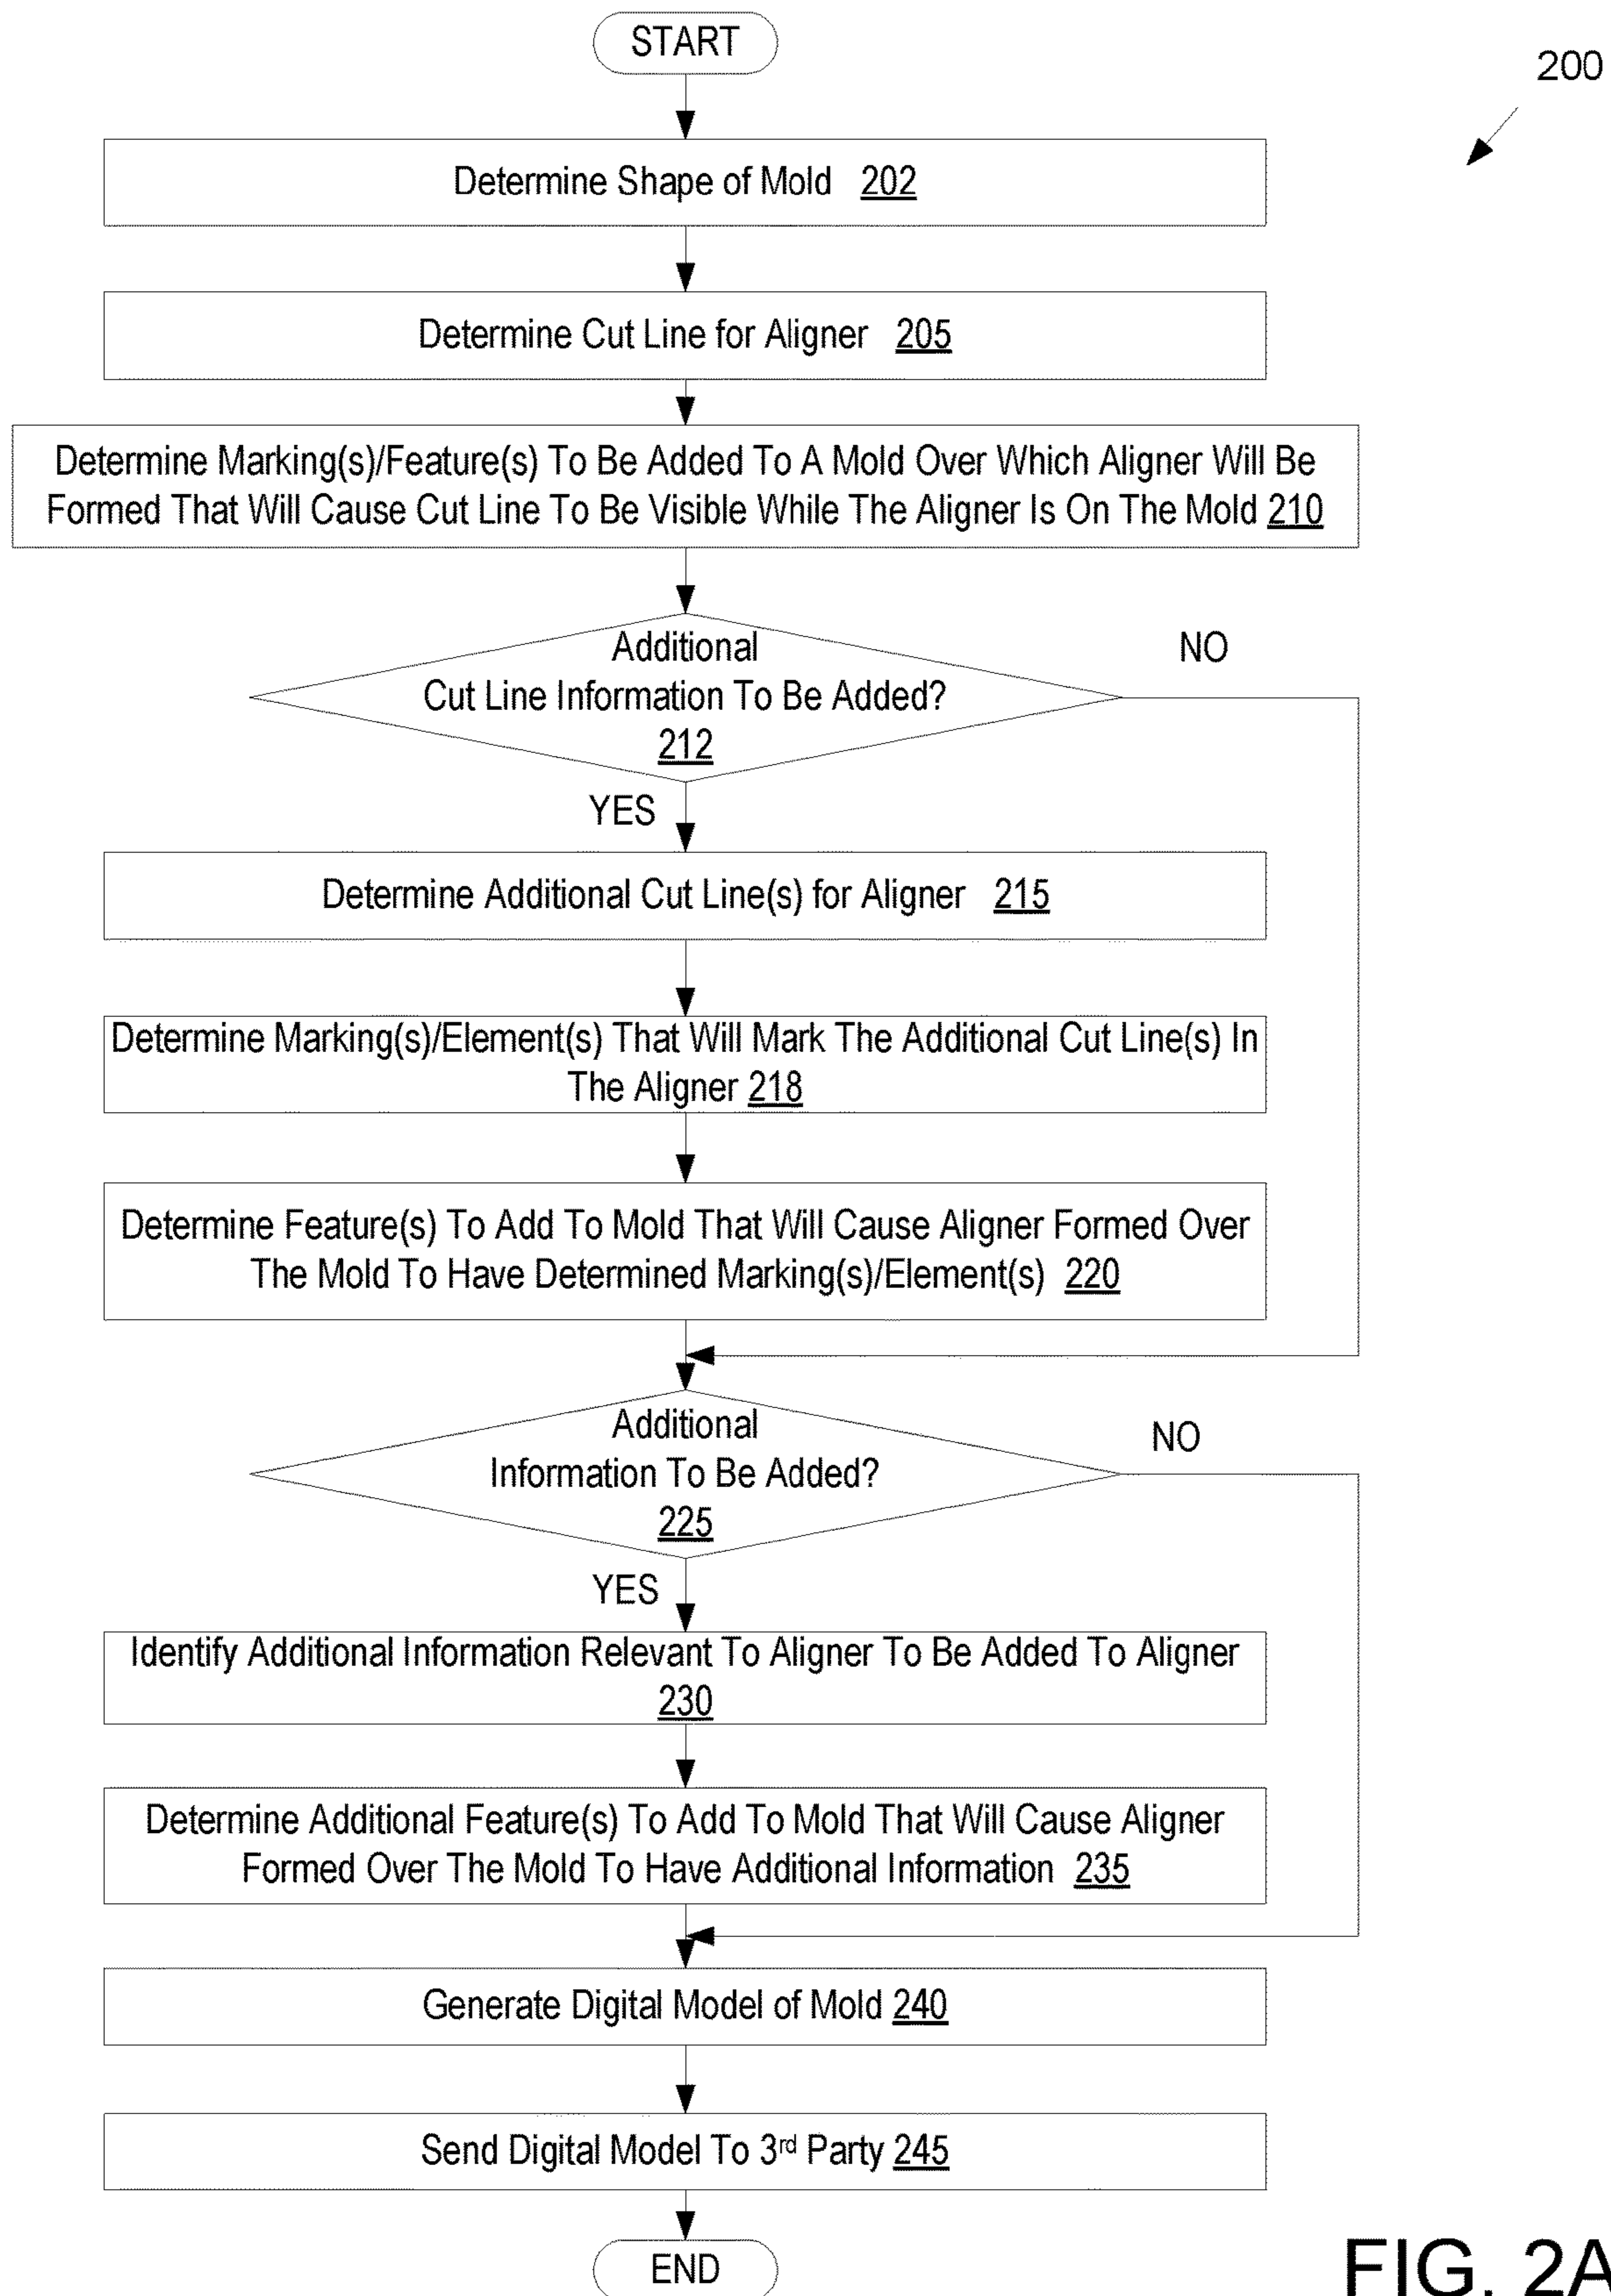 START
200
Determine Shape of Mold 202
Determine Cut Line for Aligner 205
Determine Marking(s)/Feature(s) To Be Added To A Mold Over Which Aligner Will Be
Formed That Will Cause Cut Line To Be Visible While The Aligner Is On The Mold 210
Additional
Cut Line Information To Be Added?
212
NO
YES
Determine Additional Cut Line(s) for Aligner 215
Determine Marking(s)/Element(s) That Will Mark The Additional Cut Line(s) In
The Aligner 218
Determine Feature(s) To Add To Mold That Will Cause Aligner Formed Over
The Mold To Have Determined Marking(s)/Element(s) 220
Additional
Information To Be Added?
225
NO
YES
Identify Additional Information Relevant To Aligner To Be Added To Aligner
230
Determine Additional Feature(s) To Add To Mold That Will Cause Aligner
Formed Over The Mold To Have Additional Information 235
Generate Digital Model of Mold 240
Send Digital Model To 3rd Party 245
END
FIG. 2A